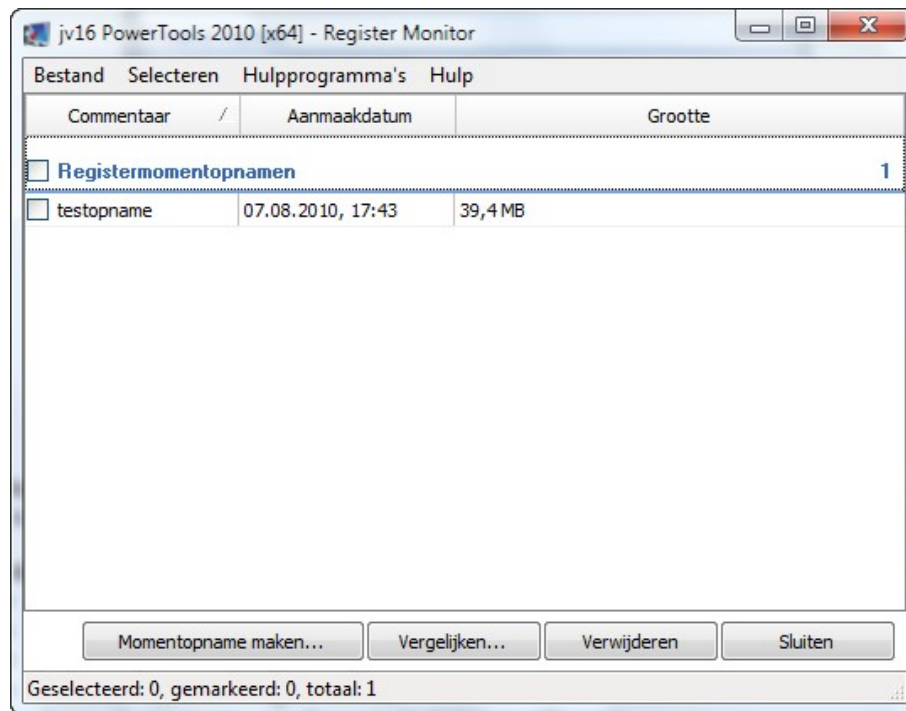 jv16 PowerTools 2010 [x64] - Register Monitor
Bestand Selecteren Hulpprogramma's Hulp
Commentaar Aanmaakdatum Grootte
Registermomentopnamen 1
testopname 07.08.2010, 17:43 39,4 MB
Momentopname maken... Vergelijken... Verwijderen Sluiten
Geselecteerd: 0, gemarkeerd: 0, totaal: 1